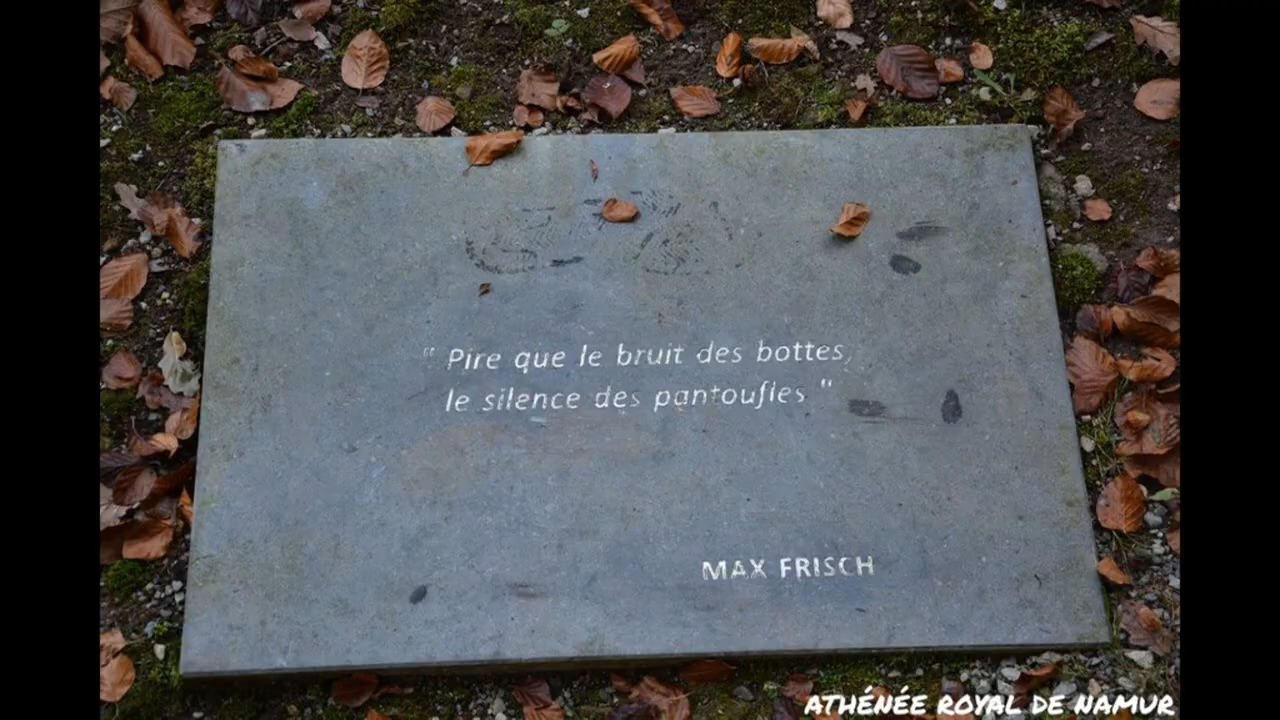 " Pire que le bruit des bottes,
le silence des pantoufles "
MAX FRISCH
ATHÉNÉE ROYAL DE NAMUR